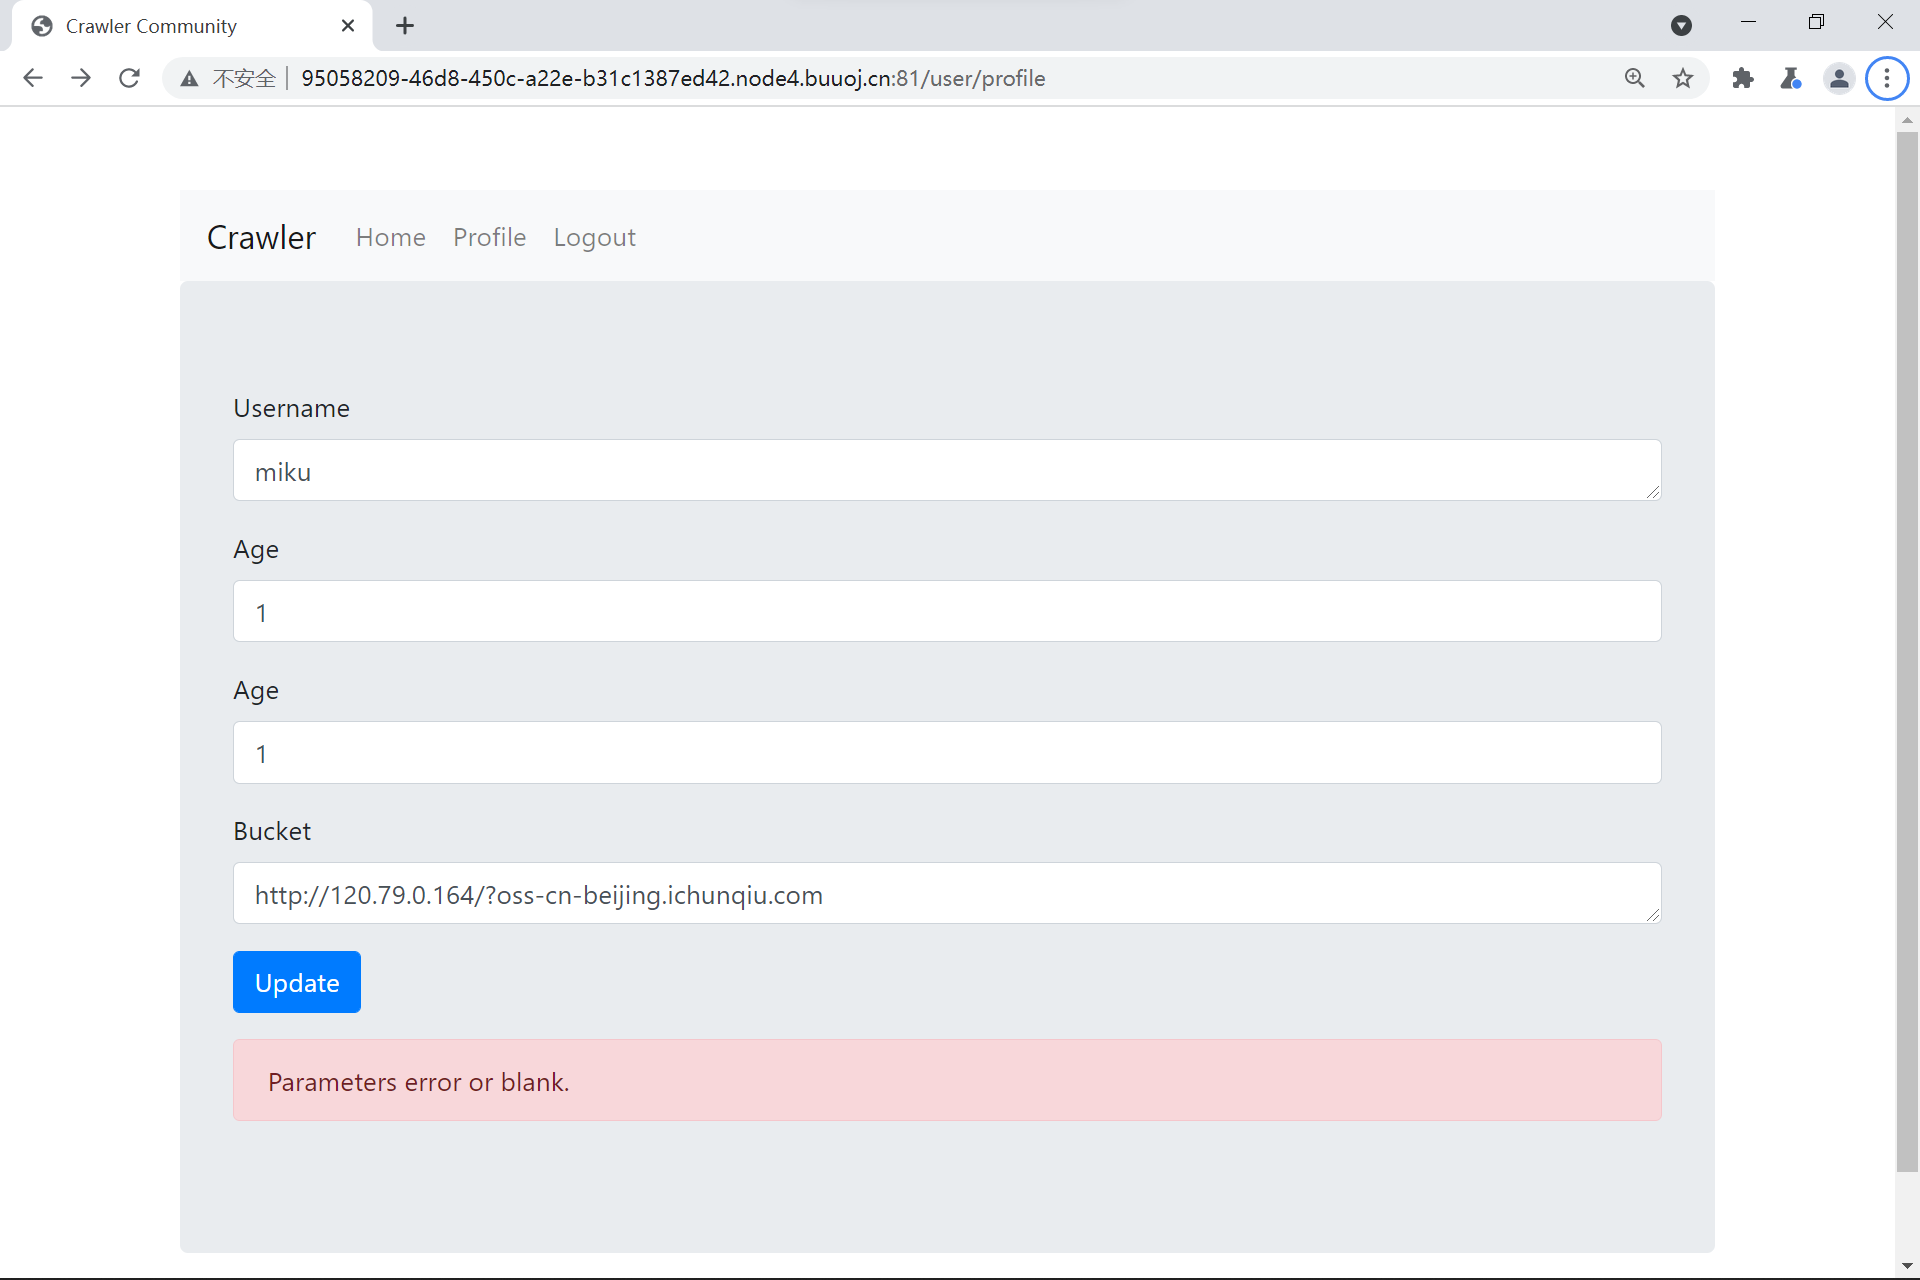 Crawler Community
不安全 95058209-46d8-450c-a22e-b31c1387ed42.node4.buuoj.cn:81/user/profile
Crawler Home Profile Logout
Username
miku
Age
1
Age
1
Bucket
http://120.79.0.164/?oss-cn-beijing.ichunqiu.com
Update
Parameters error or blank.